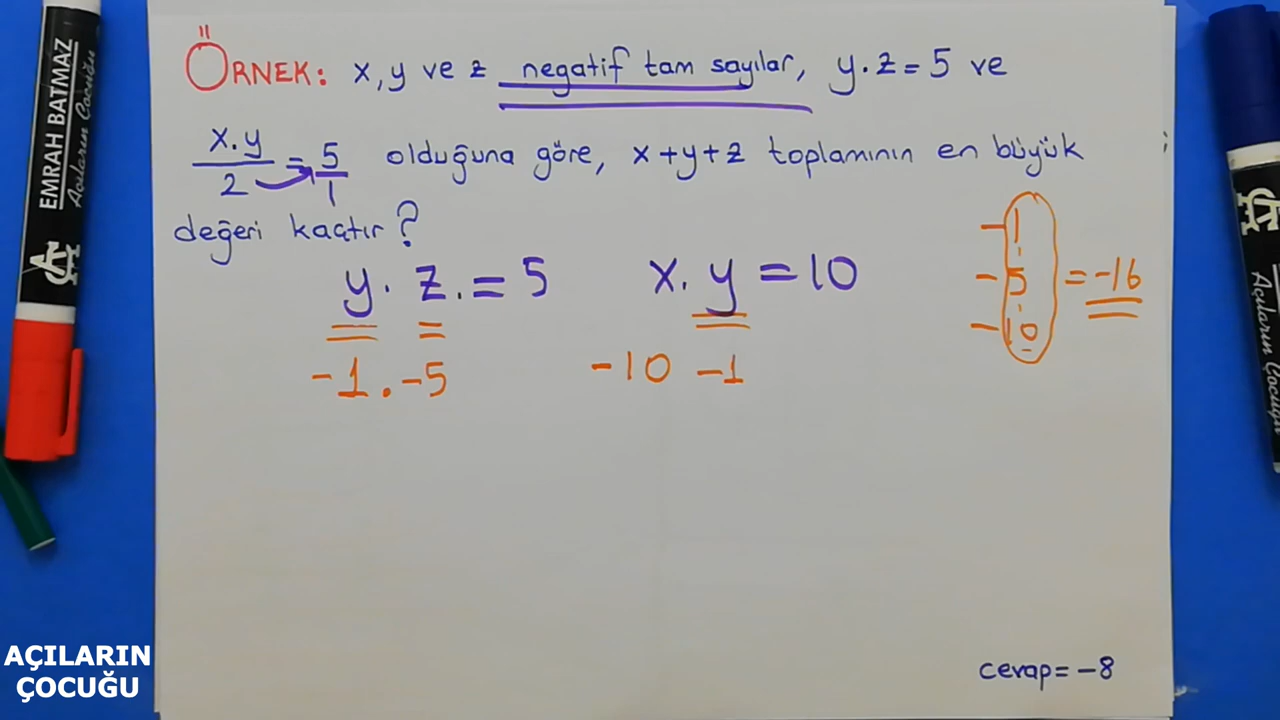 ÖRNEK: x, y ve z negatif tam sayılar, y.z = 5 ve
x.y / 2 = 5 / 1 olduğuna göre, x+y+z toplamının en büyük
değeri kaçtır?
y. z. = 5 x. y = 10
-1 . -5 -10 -1
-1
-5 = -16
-10
cevap = -8
EMRAH BATMAZ
Açıların Çocuğu
Açıların Çocuğu
AÇILARIN
ÇOCUĞU